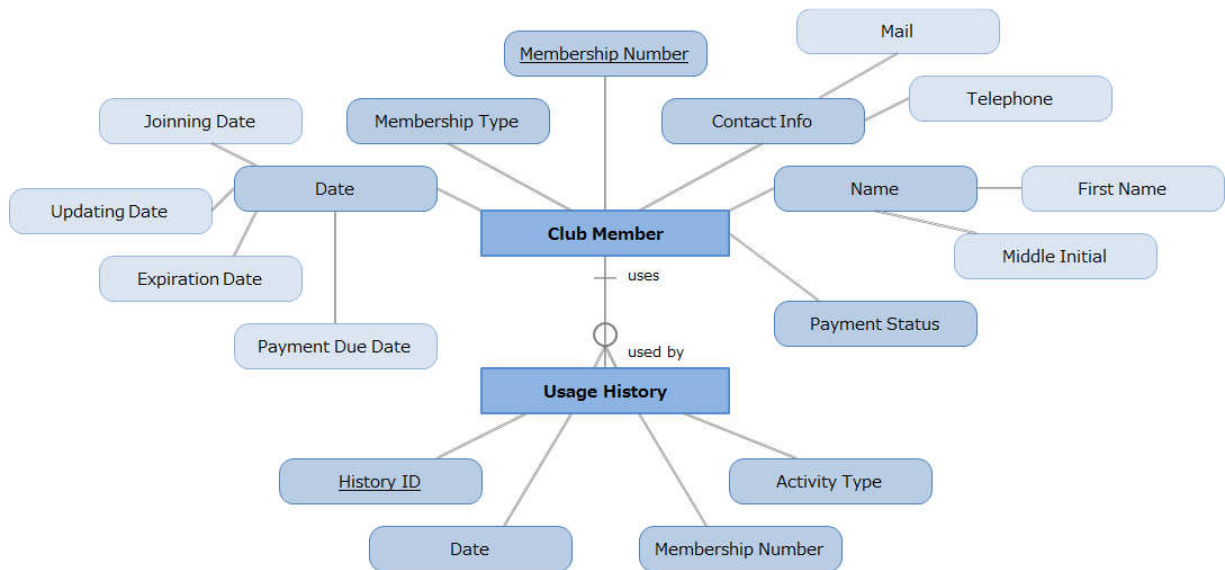 Mail
Membership Number
Telephone
Joinning Date
Membership Type
Contact Info
Date
Name
First Name
Updating Date
Club Member
Middle Initial
Expiration Date
uses
Payment Status
Payment Due Date
used by
Usage History
History ID
Activity Type
Date
Membership Number